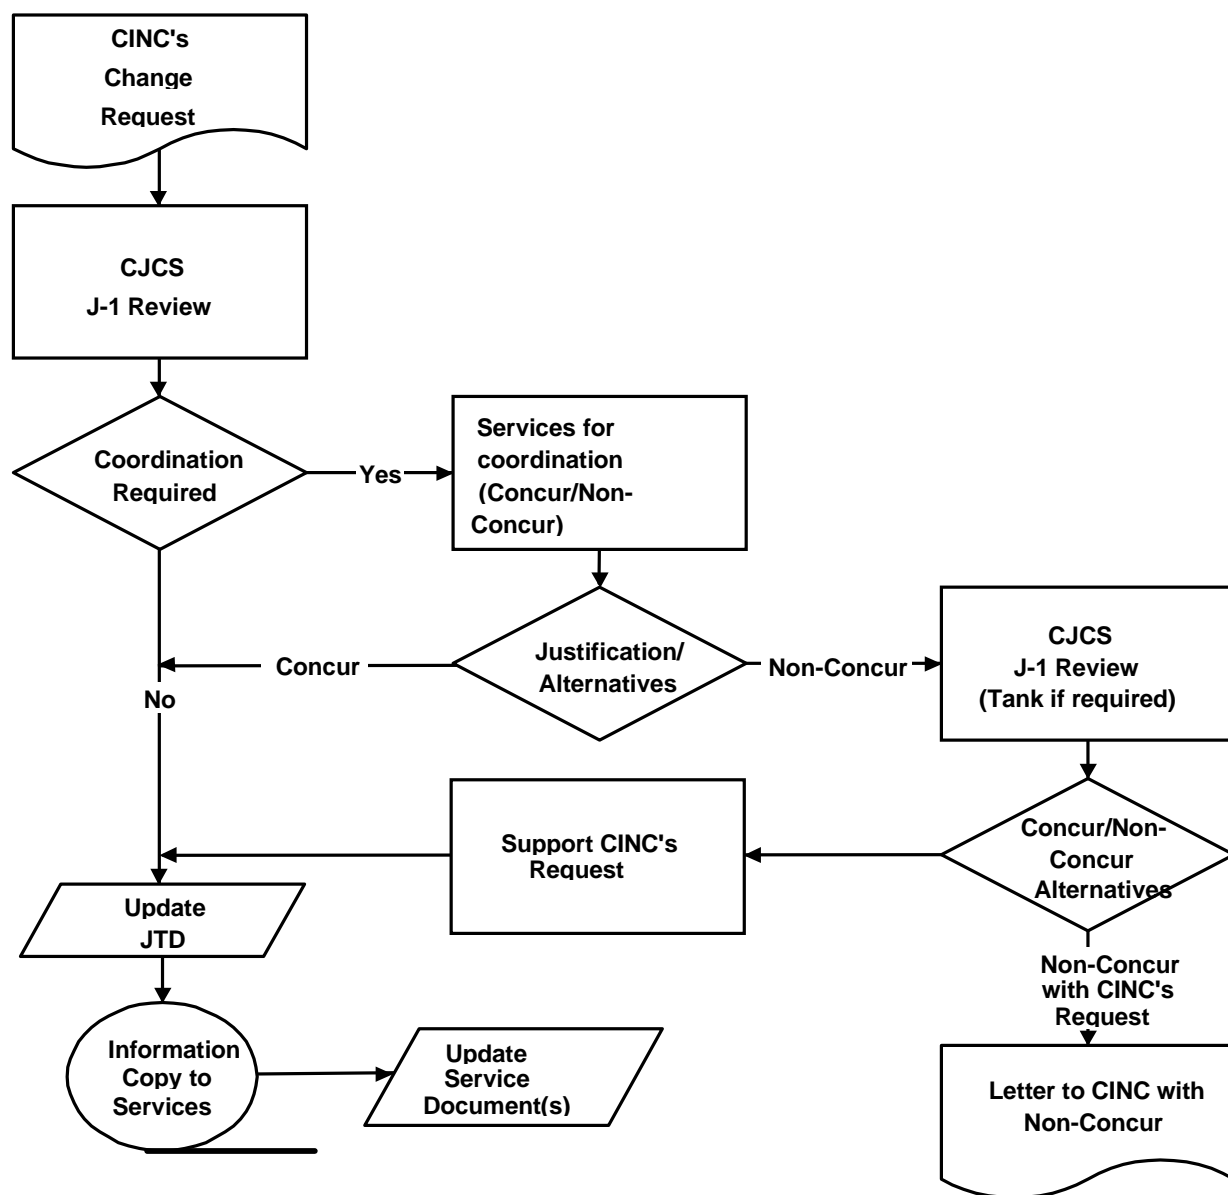 CINC's
Change
Request
CJCS
J-1 Review
Coordination
Required
Yes
Services for
coordination
(Concur/Non-
Concur)
Justification/
Alternatives
Concur
Non-Concur
CJCS
J-1 Review
(Tank if required)
No
Concur/Non-
Concur
Alternatives
Support CINC's
Request
Update
JTD
Non-Concur
with CINC's
Request
Information
Copy to
Services
Update
Service
Document(s)
Letter to CINC with
Non-Concur